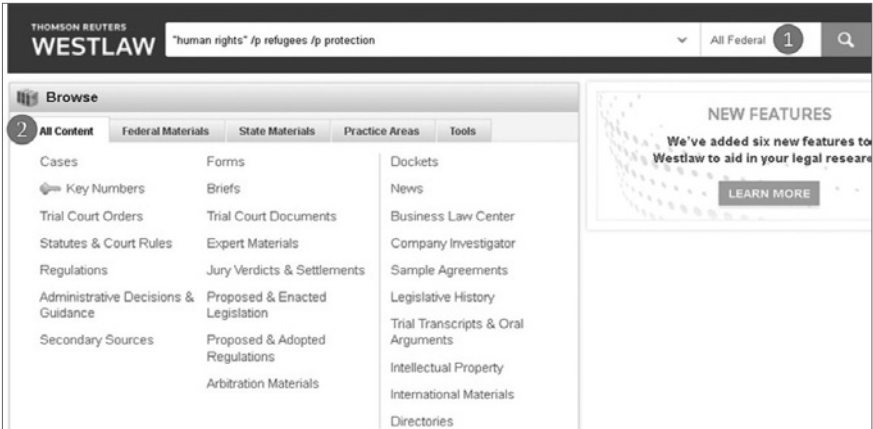 THOMSON REUTERS
WESTLAW
"human rights" /p refugees /p protection
All Federal
1
Browse
2
All Content
Federal Materials
State Materials
Practice Areas
Tools
Cases
Key Numbers
Trial Court Orders
Statutes & Court Rules
Regulations
Administrative Decisions &
Guidance
Secondary Sources
Forms
Briefs
Trial Court Documents
Expert Materials
Jury Verdicts & Settlements
Proposed & Enacted
Legislation
Proposed & Adopted
Regulations
Arbitration Materials
Dockets
News
Business Law Center
Company Investigator
Sample Agreements
Legislative History
Trial Transcripts & Oral
Arguments
Intellectual Property
International Materials
Directories
NEW FEATURES
We've added six new features to
Westlaw to aid in your legal resear
LEARN MORE